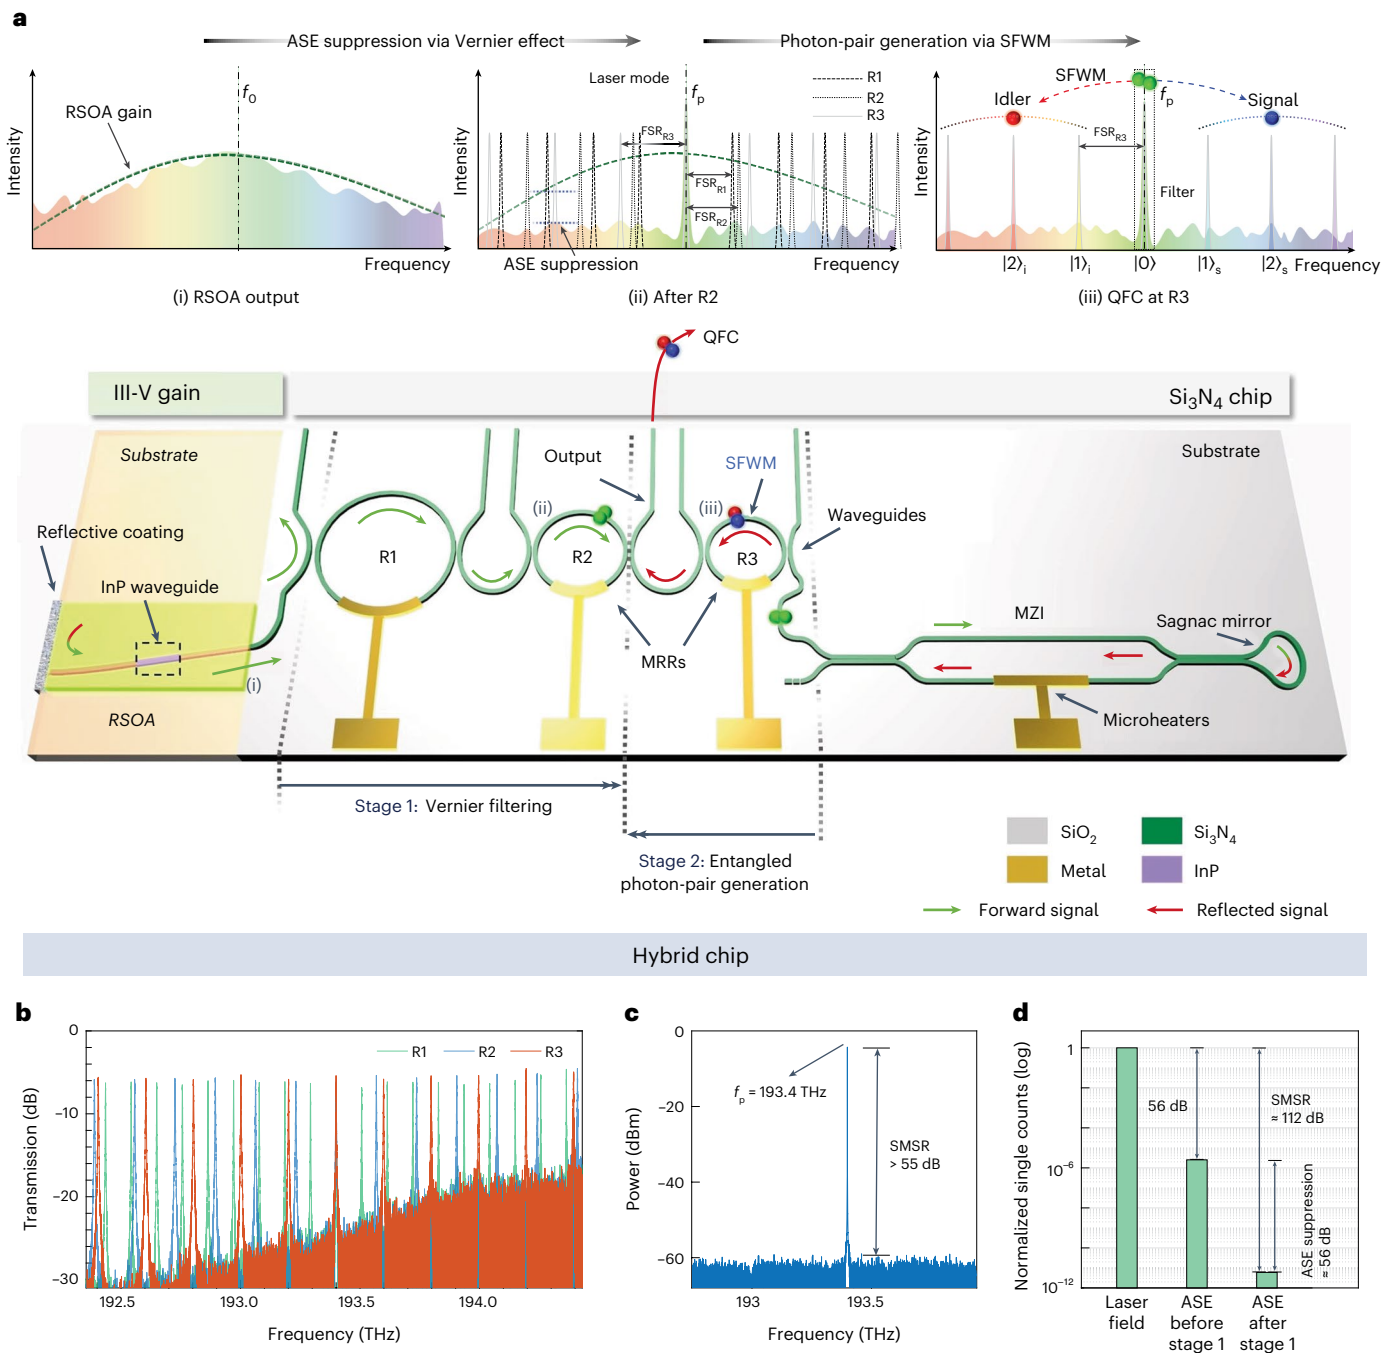 a
ASE suppression via Vernier effect
Photon-pair generation via SFWM
Intensity
RSOA gain
f0
Frequency
(i) RSOA output
Intensity
Laser mode
fp
R1
R2
R3
FSRR3
FSRR1
FSRR2
ASE suppression
Frequency
(ii) After R2
Intensity
SFWM
Idler
fp
Signal
FSRR3
Filter
|2⟩i
|1⟩i
|0⟩
|1⟩s
|2⟩s
Frequency
(iii) QFC at R3
QFC
III-V gain
Si3N4 chip
Substrate
Output
SFWM
Substrate
(ii)
(iii)
Waveguides
Reflective coating
R1
R2
R3
InP waveguide
MZI
Sagnac mirror
MRRs
(i)
RSOA
Microheaters
Stage 1: Vernier filtering
Stage 2: Entangled
photon-pair generation
SiO2
Si3N4
Metal
InP
Forward signal
Reflected signal
Hybrid chip
b
Transmission (dB)
0
−10
−20
−30
R1
R2
R3
192.5
193.0
193.5
194.0
Frequency (THz)
c
Power (dBm)
0
−20
−40
−60
fp = 193.4 THz
SMSR
> 55 dB
193
193.5
Frequency (THz)
d
Normalized single counts (log)
1
10−6
10−12
56 dB
SMSR
≈ 112 dB
ASE suppression
≈ 56 dB
Laser
field
ASE
before
stage 1
ASE
after
stage 1